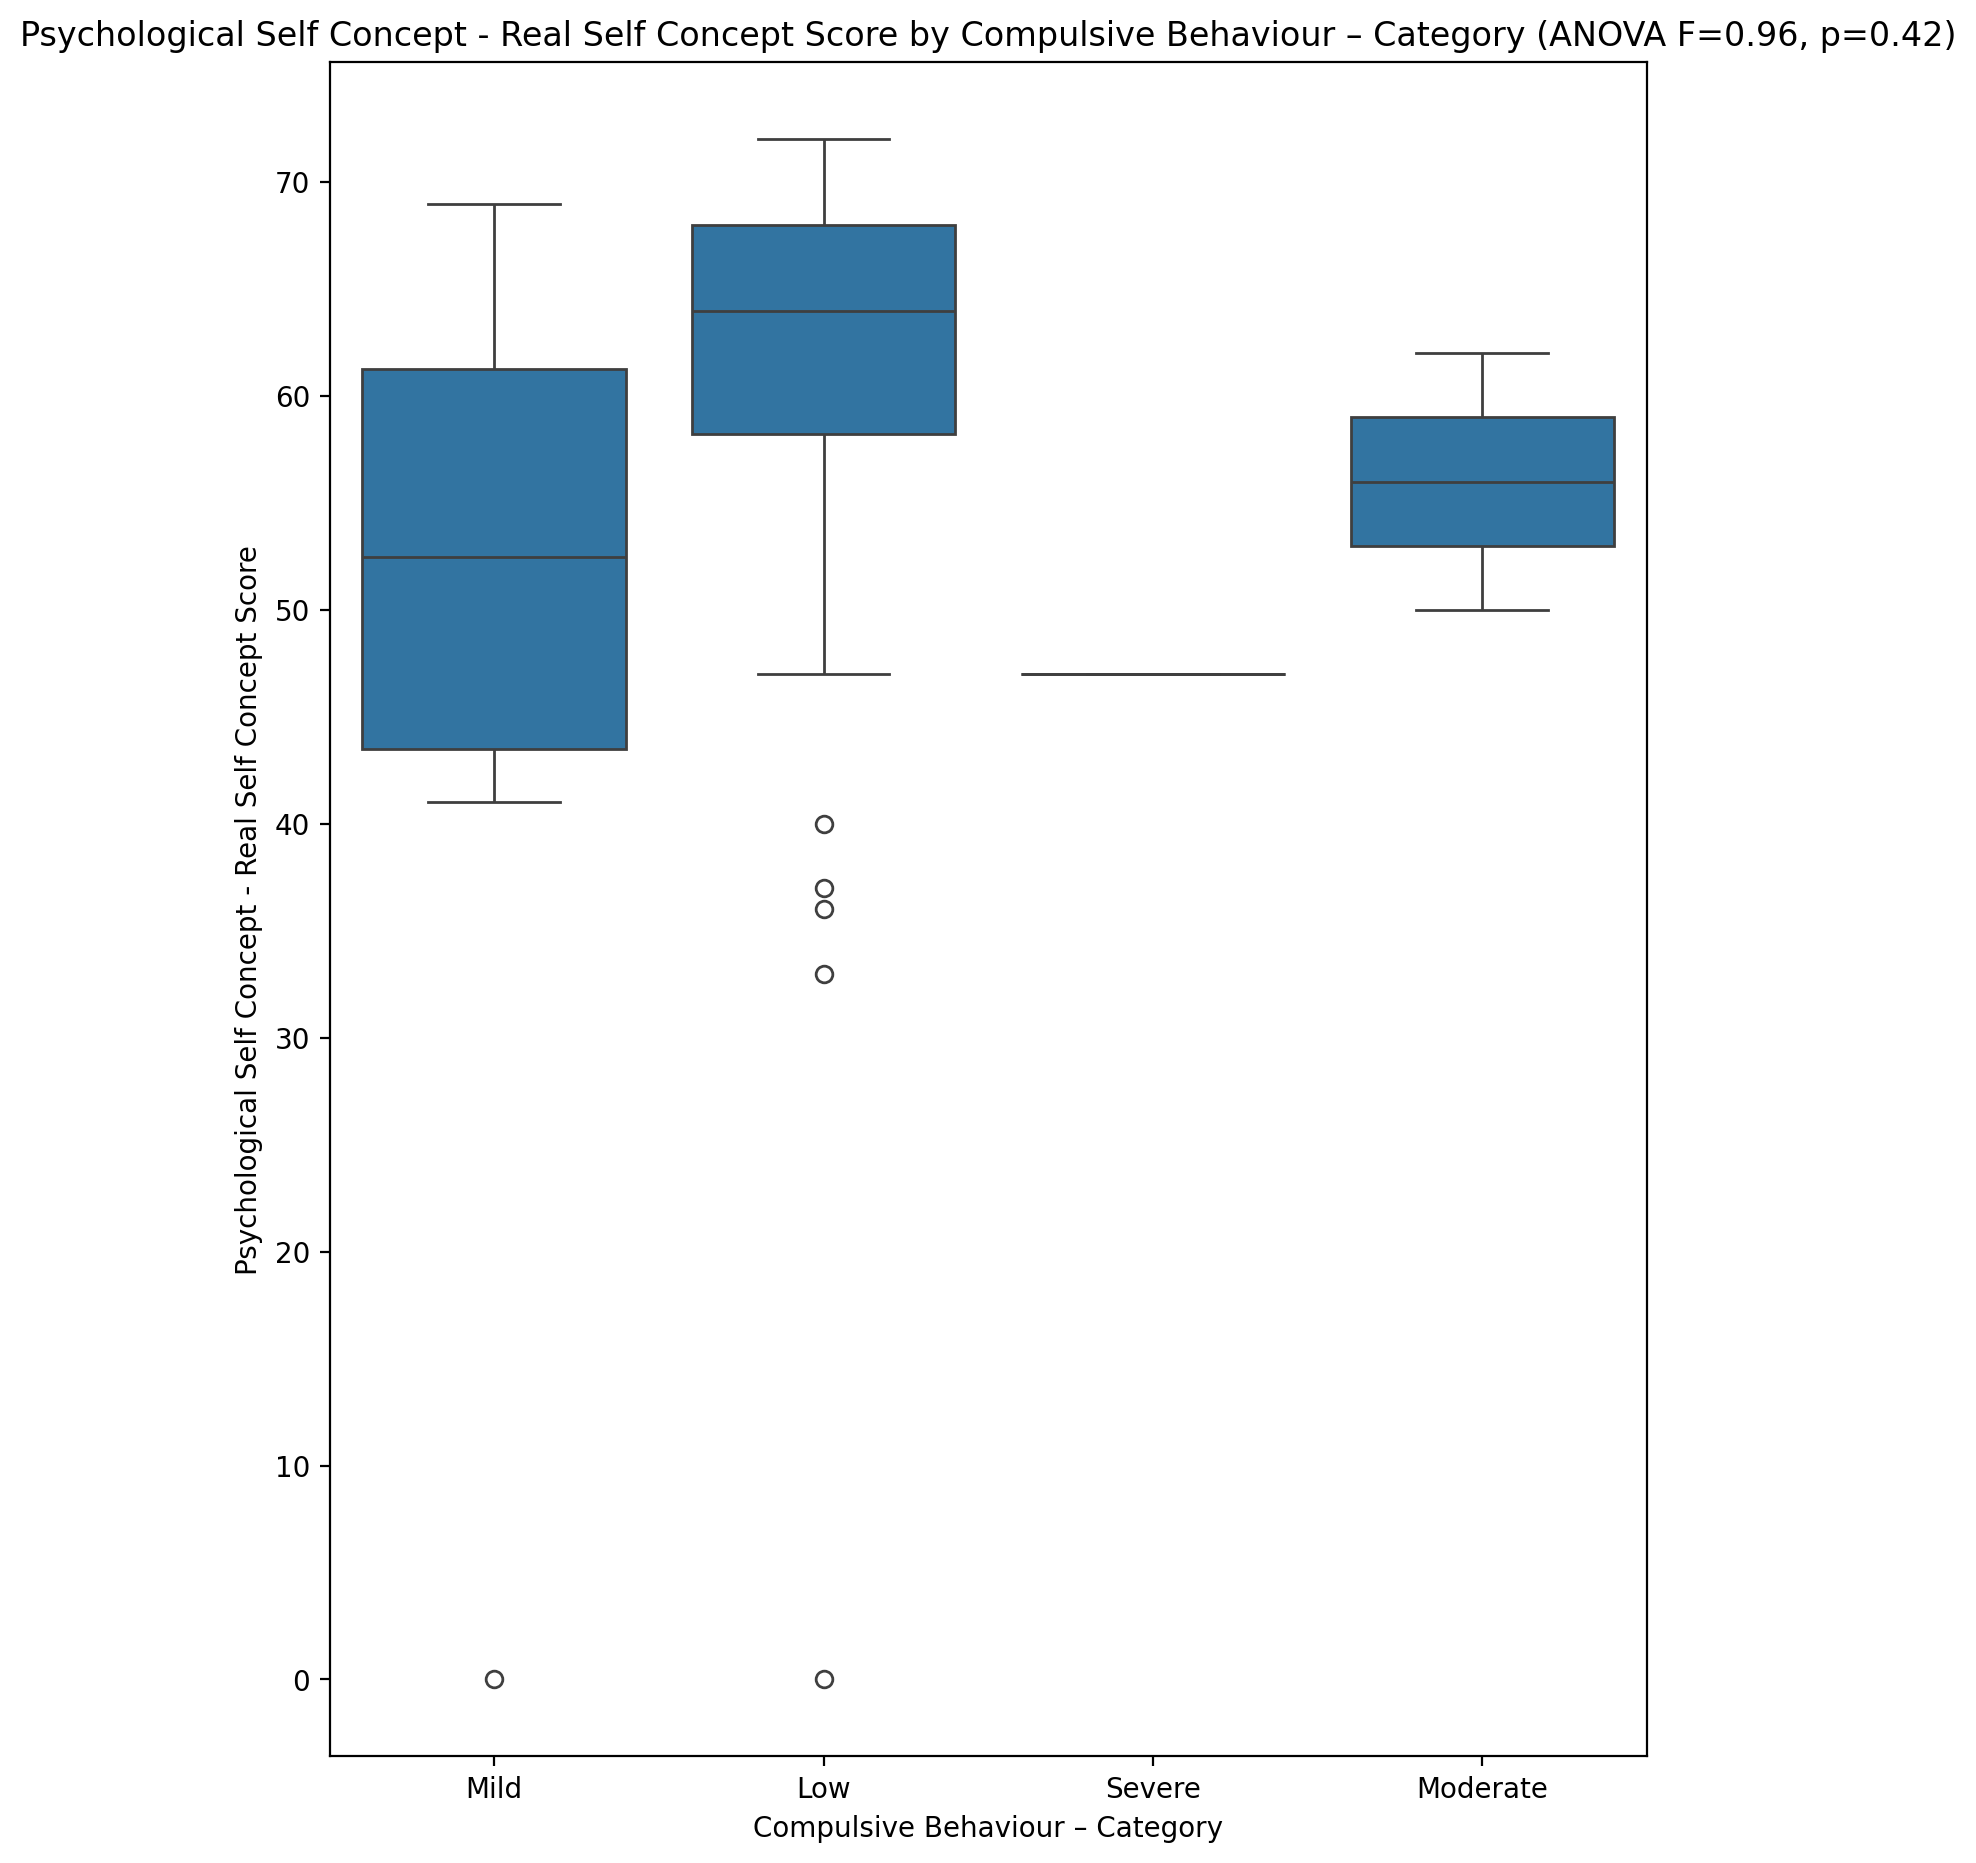 Psychological Self Concept - Real Self Concept Score by Compulsive Behaviour – Category (ANOVA F=0.96, p=0.42)
Psychological Self Concept - Real Self Concept Score
70
60
50
40
30
20
10
0
Mild
Low
Severe
Moderate
Compulsive Behaviour – Category